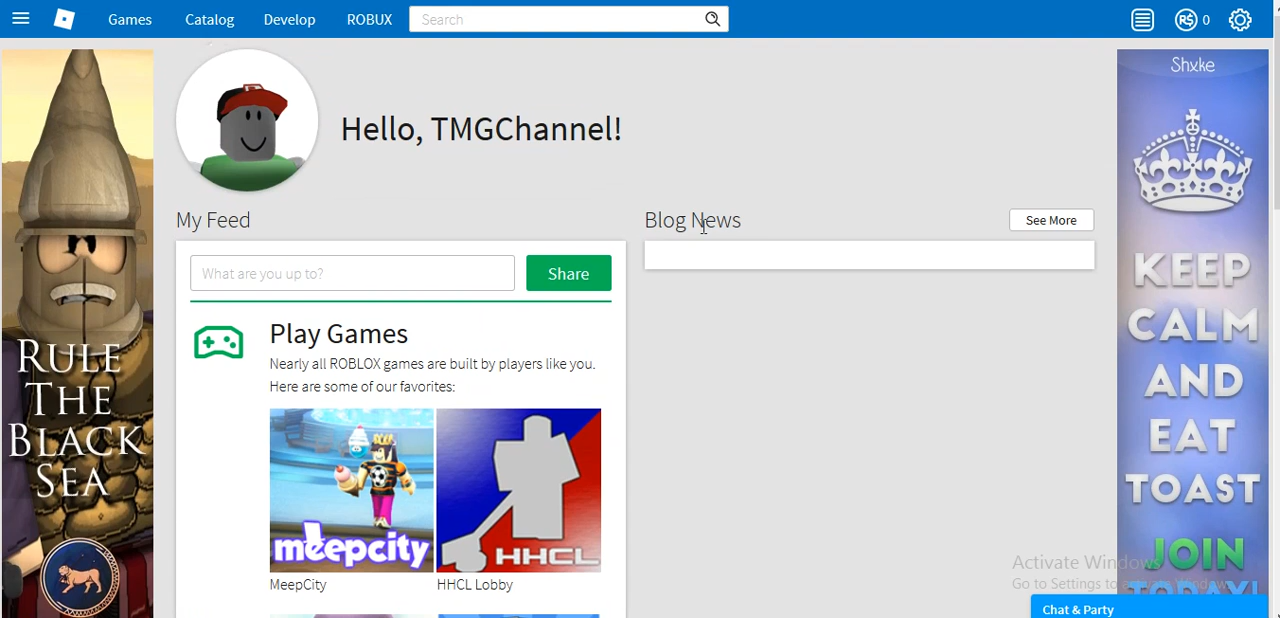 Games
Catalog
Develop
ROBUX
Search
R$ 0
Hello, TMGChannel!
My Feed
Blog News
See More
What are you up to?
Share
Play Games
Nearly all ROBLOX games are built by players like you.
Here are some of our favorites:
meepcity
HHCL
MeepCity
HHCL Lobby
RULE
THE
BLACK
SEA
Shxke
KEEP
CALM
AND
EAT
TOAST
JOIN
TODAY!
Activate Windows
Go to Settings to activate Windows.
Chat & Party